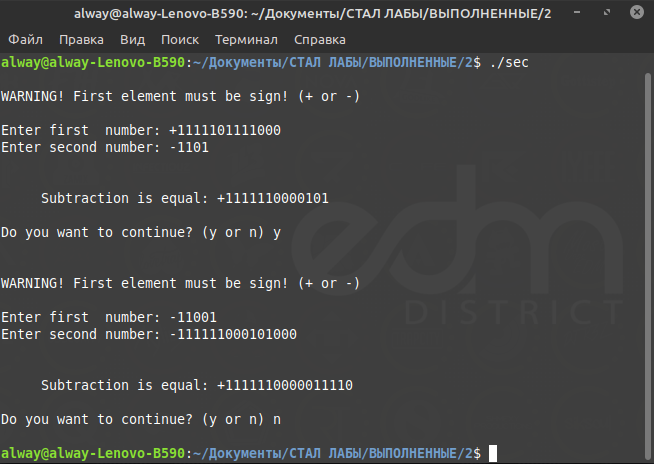 alway@alway-Lenovo-B590: ~/Документы/СТАЛ ЛАБЫ/ВЫПОЛНЕННЫЕ/2
Файл Правка Вид Поиск Терминал Справка
alway@alway-Lenovo-B590:~/Документы/СТАЛ ЛАБЫ/ВЫПОЛНЕННЫЕ/2$ ./sec
WARNING! First element must be sign! (+ or -)
Enter first  number: +1111101111000
Enter second number: -1101
Subtraction is equal: +1111110000101
Do you want to continue? (y or n) y
WARNING! First element must be sign! (+ or -)
Enter first  number: -11001
Enter second number: -111111000101000
Subtraction is equal: +1111110000011110
Do you want to continue? (y or n) n
alway@alway-Lenovo-B590:~/Документы/СТАЛ ЛАБЫ/ВЫПОЛНЕННЫЕ/2$
edm
DISTRICT